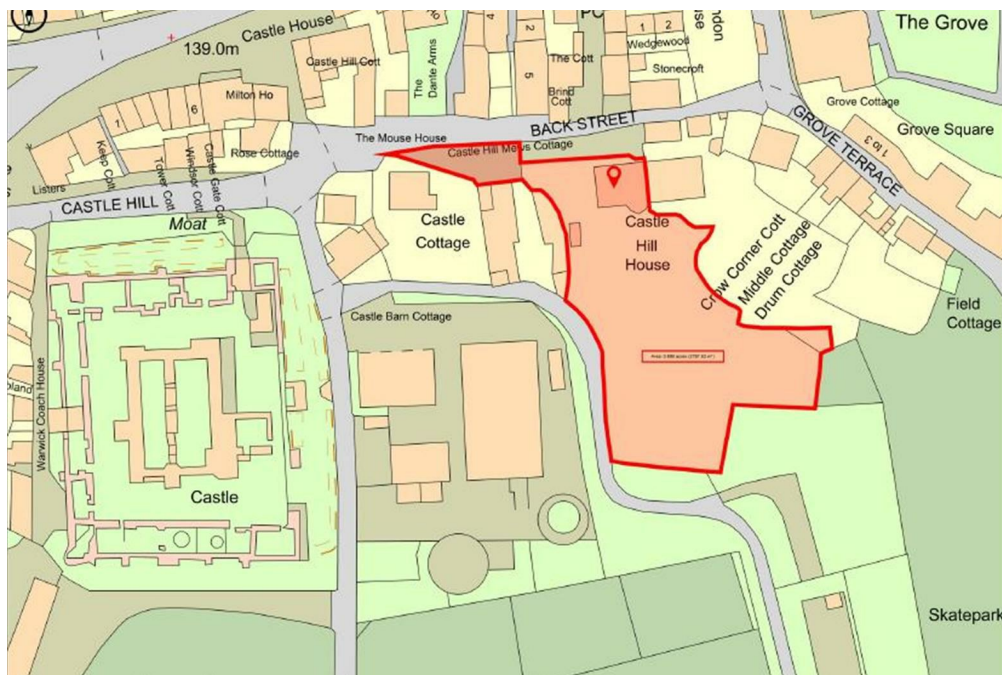 The Grove
PC
Castle House
139.0m
Castle Hill Cott
The
Dante Arms
4
2
5
The Cott
Brind
Cott
1
2
Wedgewood
Stonecroft
Milton Ho
6
1
Grove Cottage
Grove Square
1 to 3
GROVE TERRACE
BACK STREET
The Mouse House
Castle Hill Mews Cottage
Rose Cottage
Keep Cott
Tower Cott
Windsor Cott
Castle Gate Cott
Listers
CASTLE HILL
Moat
Castle
Cottage
Castle
Hill
House
Crow Corner Cott
Middle Cottage
Drum Cottage
Field
Cottage
Castle Barn Cottage
Warwick Coach House
Castle
Skatepark